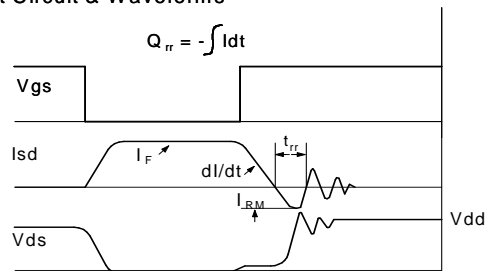 t Circuit & Waveforms
Q rr = - ∫ Idt
Vgs
Isd
I F
dI/dt
t rr
I RM
Vdd
Vds